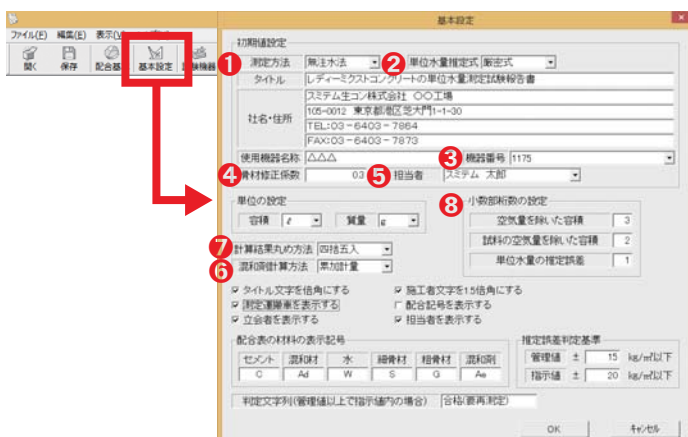 ファイル(F) 編集(E) 表示(V)
開く 保存 配合基 基本設定 試験機器
基本設定
初期値設定
❶ 測定方法 無注水法 ❷ 単位水量推定式 厳密式
タイトル レディーミクストコンクリートの単位水量測定試験報告書
社名・住所 スミテム生コン株式会社 〇〇工場
105-0012 東京都港区芝大門1-1-30
TEL:03-6403-7864
FAX:03-6403-7873
使用機器名称 △△△ ❸ 機器番号 1175
❹ 骨材修正係数 0.3 ❺ 担当者 スミテム 太郎
単位の設定
容積 ℓ 質量 g
❽ 小数部桁数の設定
空気量を除いた容積 3
試料の空気量を除いた容積 2
単位水量の推定誤差 1
❼ 計算結果丸め方法 四捨五入
❻ 混和剤計算方法 累加計量
タイトル文字を倍角にする 施工者文字を1.5倍角にする
測定運搬車を表示する 配合記号を表示する
立会者を表示する 担当者を表示する
配合表の材料の表示記号
セメント 混和材 水 細骨材 粗骨材 混和剤
C Ad W S G Ae
推定誤差判定基準
管理値 ± 15 kg/㎥以下
指示値 ± 20 kg/㎥以下
判定文字列(管理値以上で指示値内の場合) 合格(要再測定)
OK キャンセル